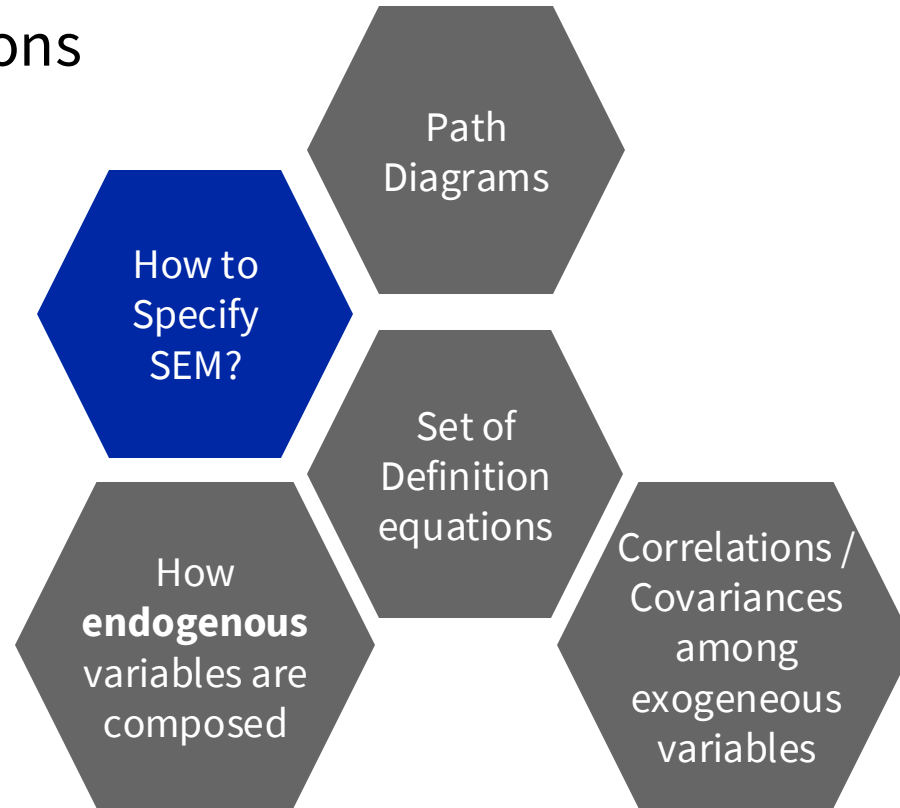 ons
Path
Diagrams
How to
Specify
SEM?
Set of
Definition
equations
How
endogenous
variables are
composed
Correlations /
Covariances
among
exogeneous
variables